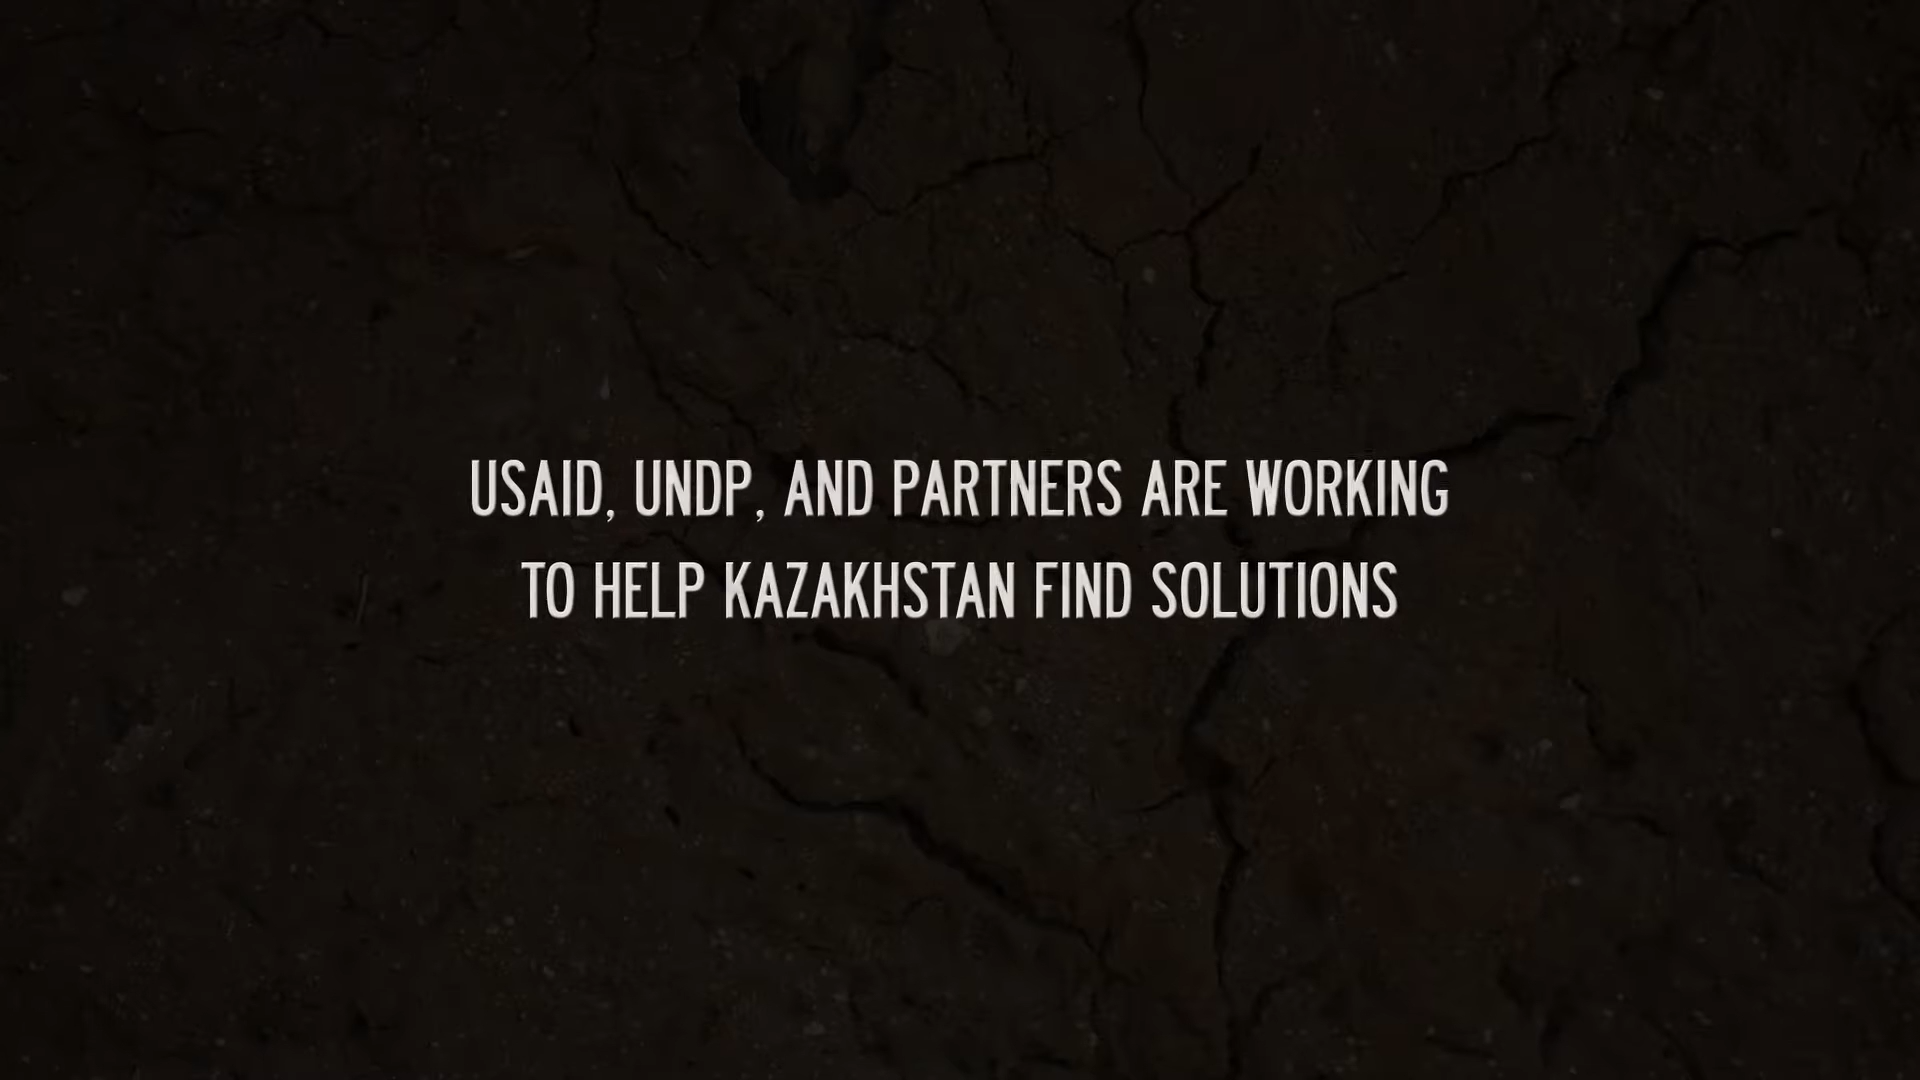 USAID, UNDP, AND PARTNERS ARE WORKING
TO HELP KAZAKHSTAN FIND SOLUTIONS